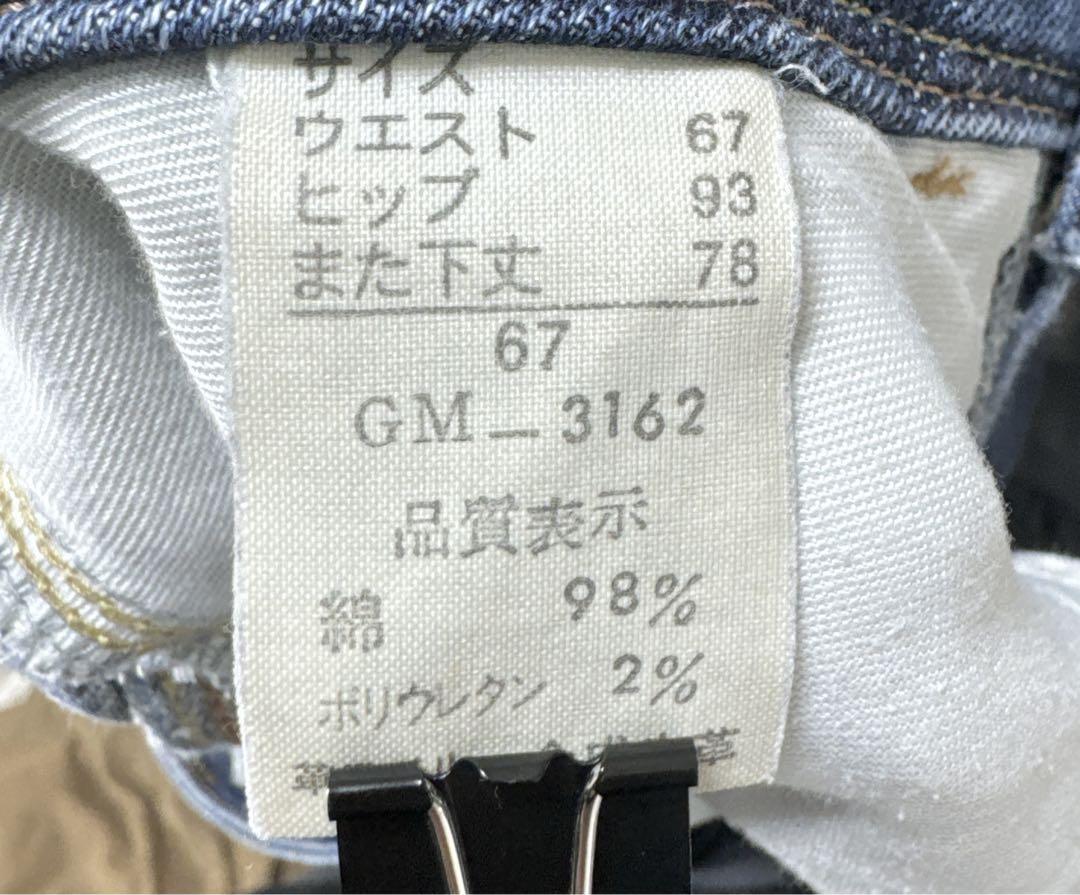 サイズ
ウエスト 67
ヒップ 93
また下丈 78
67
GM-3162
品質表示
綿 98%
ポリウレタン 2%
革